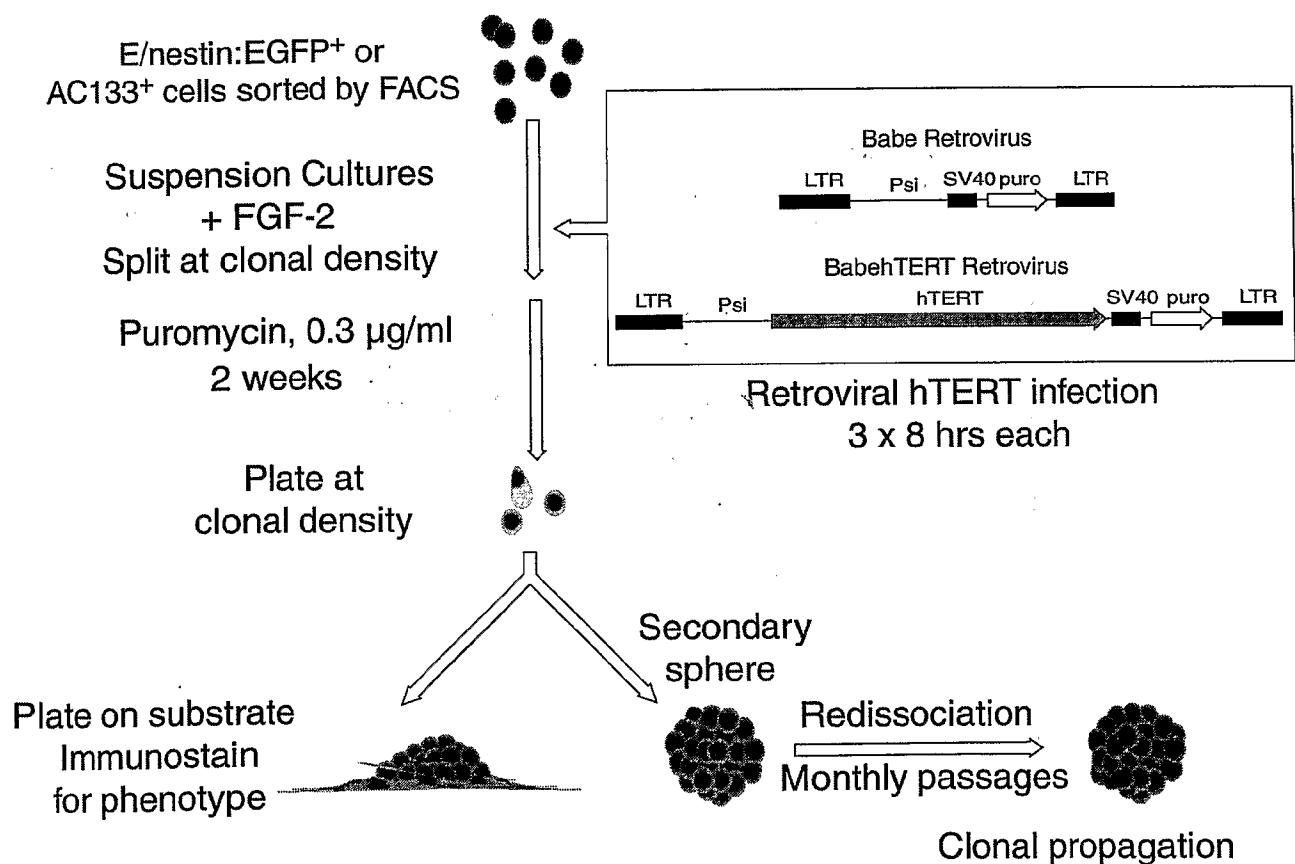 E/nestin:EGFP+ or
AC133+ cells sorted by FACS
Suspension Cultures
+ FGF-2
Split at clonal density
Babe Retrovirus
LTR Psi SV40 puro LTR
BabehTERT Retrovirus
LTR Psi hTERT SV40 puro LTR
Retroviral hTERT infection
3 x 8 hrs each
Puromycin, 0.3 µg/ml
2 weeks
Plate at
clonal density
Secondary
sphere
Plate on substrate
Immunostain
for phenotype
Redissociation
Monthly passages
Clonal propagation